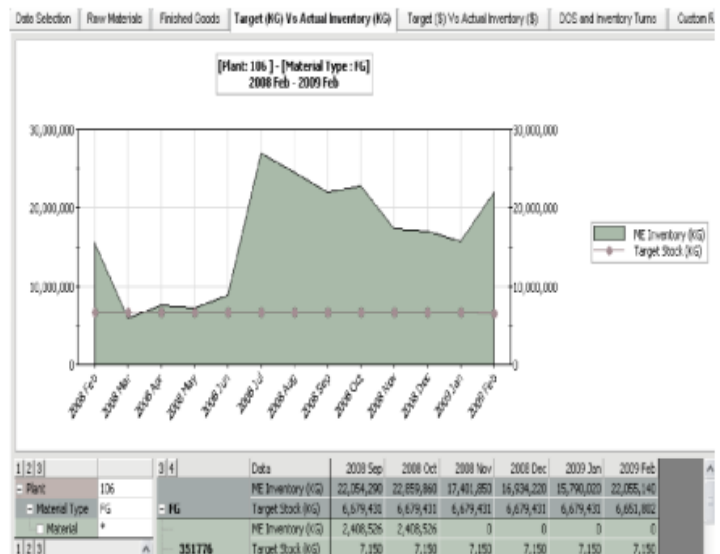 Data Selection Raw Materials Finished Goods Target (KG) Vs Actual Inventory (KG) Target ($) Vs Actual Inventory ($) DOS and Inventory Turns Custom R
[Plant: 106 ] - [Material Type : FG]
2008 Feb - 2009 Feb
30,000,000 30,000,000
20,000,000 20,000,000
10,000,000 10,000,000
0 0
ME Inventory (KG)
Target Stock (KG)
2008 Feb 2008 Mar 2008 Apr 2008 May 2008 Jun 2008 Jul 2008 Aug 2008 Sep 2008 Oct 2008 Nov 2008 Dec 2009 Jan 2009 Feb
1 2 3 3 4 Data 2008 Sep 2008 Oct 2008 Nov 2008 Dec 2009 Jan 2009 Feb
Plant 106 ME Inventory (KG) 22,054,290 22,859,860 17,401,850 16,934,220 15,790,020 22,055,140
Material Type FG FG Target Stock (KG) 6,679,431 6,679,431 6,679,431 6,679,431 6,679,431 6,651,802
Material * ME Inventory (KG) 2,408,526 2,408,526 0 0 0 0
1 2 3 351776 Target Stock (KG) 7,150 7,150 7,150 7,150 7,150 7,150